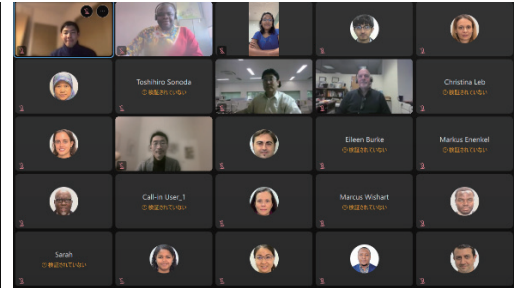 Toshihiro Sonoda
検証されていない
Christina Leb
検証されていない
Eileen Burke
検証されていない
Markus Enenkel
検証されていない
Call-in User_1
検証されていない
Marcus Wishart
検証されていない
Sarah
検証されていない